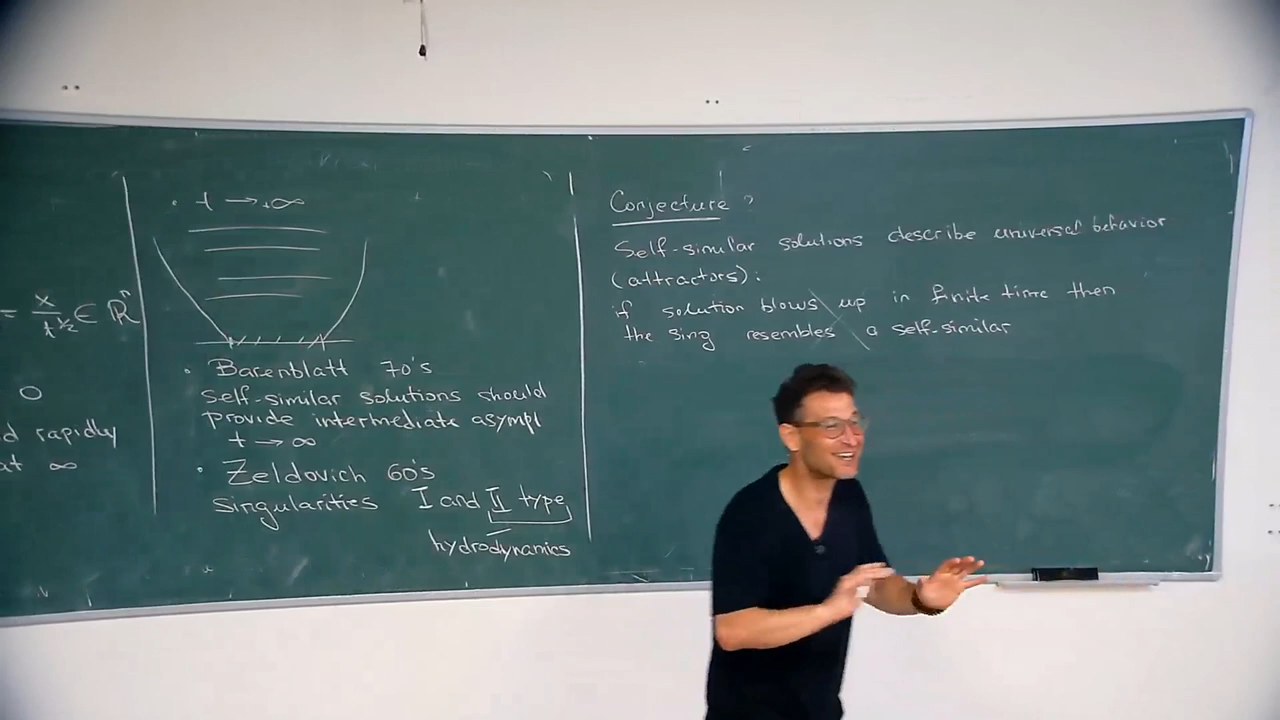 = x/t^1/2 ∈ ℝ^n
0
d rapidly
at ∞
• t → +∞
• Barenblatt 70's
self-similar solutions should
provide intermediate asympt
t → ∞
• Zeldovich 60's
singularities I and II type
hydrodynamics
Conjecture ?
Self-similar solutions describe universal behavior
(attractors):
if solution blows up in finite time then
the sing resembles a self-similar